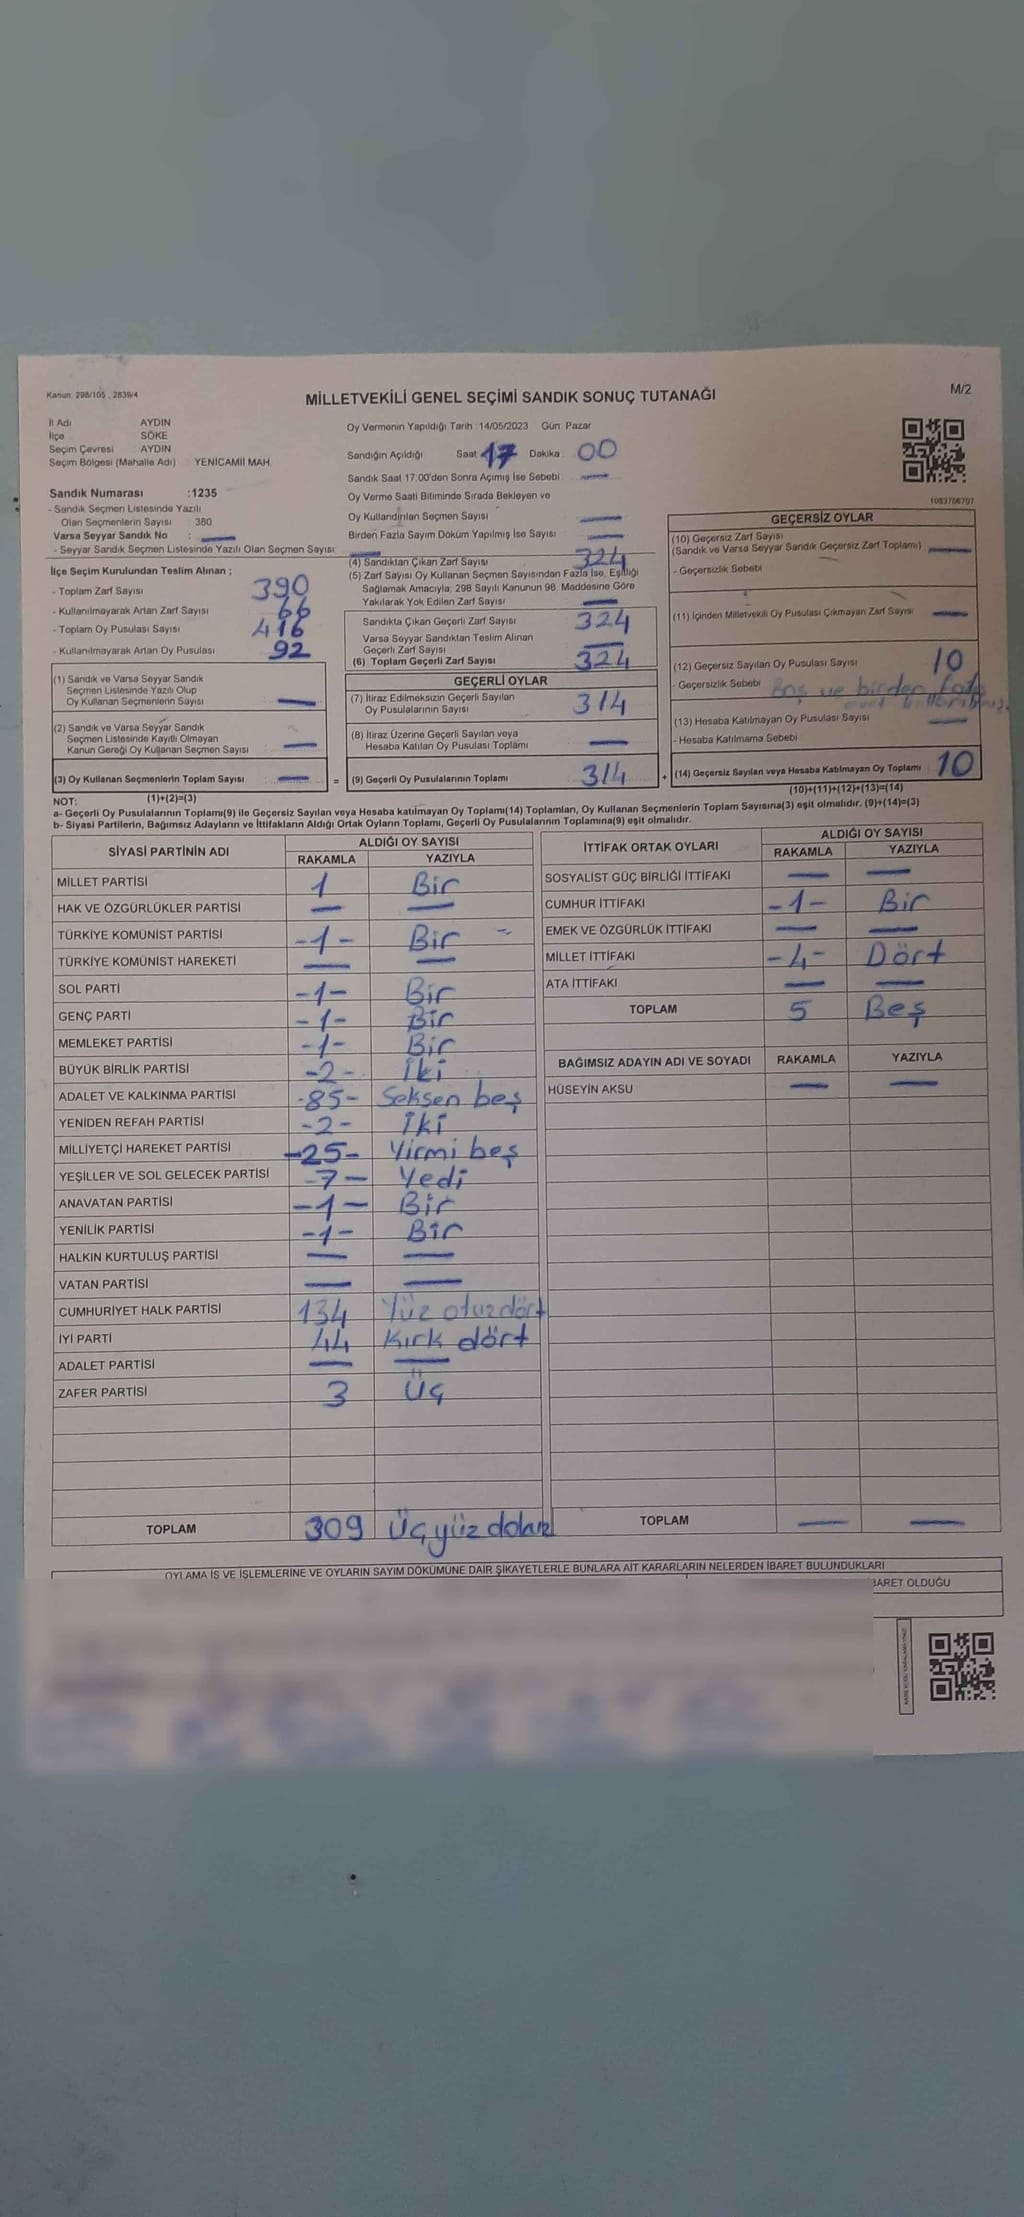 Kanun: 298/105 , 2839/4
MİLLETVEKİLİ GENEL SEÇİMİ SANDIK SONUÇ TUTANAĞI
M/2
İl Adı AYDIN
İlçe SÖKE
Seçim Çevresi AYDIN
Seçim Bölgesi (Mahalle Adı) YENICAMİİ MAH.
Sandık Numarası :1235
- Sandık Seçmen Listesinde Yazılı
Olan Seçmenlerin Sayısı 380
Varsa Seyyar Sandık No : —
- Seyyar Sandık Seçmen Listesinde Yazılı Olan Seçmen Sayısı: —
İlçe Seçim Kurulundan Teslim Alınan ;
- Toplam Zarf Sayısı 390
- Kullanılmayarak Artan Zarf Sayısı 66
- Toplam Oy Pusulası Sayısı 416
- Kullanılmayarak Artan Oy Pusulası 92
(1) Sandık ve Varsa Seyyar Sandık
Seçmen Listesinde Yazılı Olup
Oy Kullanan Seçmenlerin Sayısı —
(2) Sandık ve Varsa Seyyar Sandık
Seçmen Listesinde Kayıtlı Olmayan
Kanun Gereği Oy Kullanan Seçmen Sayısı —
(3) Oy Kullanan Seçmenlerin Toplam Sayısı —
(1)+(2)=(3)
Oy Vermenin Yapıldığı Tarih :14/05/2023 Gün: Pazar
Sandığın Açıldığı Saat 17 Dakika 00
Sandık Saat 17.00'den Sonra Açımış İse Sebebi —
Oy Verme Saati Bitiminde Sırada Bekleyen ve
Oy Kullandırılan Seçmen Sayısı —
Birden Fazla Sayım Döküm Yapılmış İse Sayısı —
(4) Sandıktan Çıkan Zarf Sayısı 324
(5) Zarf Sayısı Oy Kullanan Seçmen Sayısından Fazla İse, Eşitliği
Sağlamak Amacıyla, 298 Sayılı Kanunun 98. Maddesine Göre
Yakılarak Yok Edilen Zarf Sayısı —
Sandıkta Çıkan Geçerli Zarf Sayısı 324
Varsa Seyyar Sandıktan Teslim Alınan
Geçerli Zarf Sayısı —
(6) Toplam Geçerli Zarf Sayısı 324
GEÇERLİ OYLAR
(7) İtiraz Edilmeksizin Geçerli Sayılan
Oy Pusulalarının Sayısı 314
(8) İtiraz Üzerine Geçerli Sayılan veya
Hesaba Katılan Oy Pusulası Toplamı —
= (9) Geçerli Oy Pusulalarının Toplamı 314
1083706707
GEÇERSİZ OYLAR
(10) Geçersiz Zarf Sayısı
(Sandık ve Varsa Seyyar Sandık Geçersiz Zarf Toplamı) —
- Geçersizlik Sebebi
(11) İçinden Milletvekili Oy Pusulası Çıkmayan Zarf Sayısı —
(12) Geçersiz Sayılan Oy Pusulası Sayısı 10
- Geçersizlik Sebebi Boş ve birden fazla
(13) Hesaba Katılmayan Oy Pusulası Sayısı —
- Hesaba Katılmama Sebebi
+ (14) Geçersiz Sayılan veya Hesaba Katılmayan Oy Toplamı 10
(10)+(11)+(12)+(13)=(14)
NOT:
a- Geçerli Oy Pusulalarının Toplamı(9) ile Geçersiz Sayılan veya Hesaba katılmayan Oy Toplamı(14) Toplamları, Oy Kullanan Seçmenlerin Toplam Sayısına(3) eşit olmalıdır. (9)+(14)=(3)
b- Siyasi Partilerin, Bağımsız Adayların ve İttifakların Aldığı Ortak Oyların Toplamı, Geçerli Oy Pusulalarının Toplamına(9) eşit olmalıdır.
SİYASİ PARTİNİN ADI ALDIĞI OY SAYISI
RAKAMLA YAZIYLA
MİLLET PARTİSİ 1 Bir
HAK VE ÖZGÜRLÜKLER PARTİSİ — —
TÜRKİYE KOMÜNİST PARTİSİ -1- Bir
TÜRKİYE KOMÜNİST HAREKETİ — —
SOL PARTİ -1- Bir
GENÇ PARTİ -1- Bir
MEMLEKET PARTİSİ -1- Bir
BÜYÜK BİRLİK PARTİSİ -2- İki
ADALET VE KALKINMA PARTİSİ -85- Seksen beş
YENİDEN REFAH PARTİSİ -2- İki
MİLLİYETÇİ HAREKET PARTİSİ -25- Yirmi beş
YEŞİLLER VE SOL GELECEK PARTİSİ -7- Yedi
ANAVATAN PARTİSİ -1- Bir
YENİLİK PARTİSİ -1- Bir
HALKIN KURTULUŞ PARTİSİ — —
VATAN PARTİSİ — —
CUMHURİYET HALK PARTİSİ 134 Yüz otuz dört
İYİ PARTİ 44 Kırk dört
ADALET PARTİSİ — —
ZAFER PARTİSİ 3 Üç
TOPLAM 309 Üçyüz dokuz
İTTİFAK ORTAK OYLARI ALDIĞI OY SAYISI
RAKAMLA YAZIYLA
SOSYALİST GÜÇ BİRLİĞİ İTTİFAKI — —
CUMHUR İTTİFAKI -1- Bir
EMEK VE ÖZGÜRLÜK İTTİFAKI — —
MİLLET İTTİFAKI -4- Dört
ATA İTTİFAKI — —
TOPLAM 5 Beş
BAĞIMSIZ ADAYIN ADI VE SOYADI RAKAMLA YAZIYLA
HÜSEYİN AKSU — —
TOPLAM — —
OYLAMA İŞ VE İŞLEMLERİNE VE OYLARIN SAYIM DÖKÜMÜNE DAİR ŞİKAYETLERLE BUNLARA AİT KARARLARIN NELERDEN İBARET BULUNDUKLARI
BARET OLDUĞU